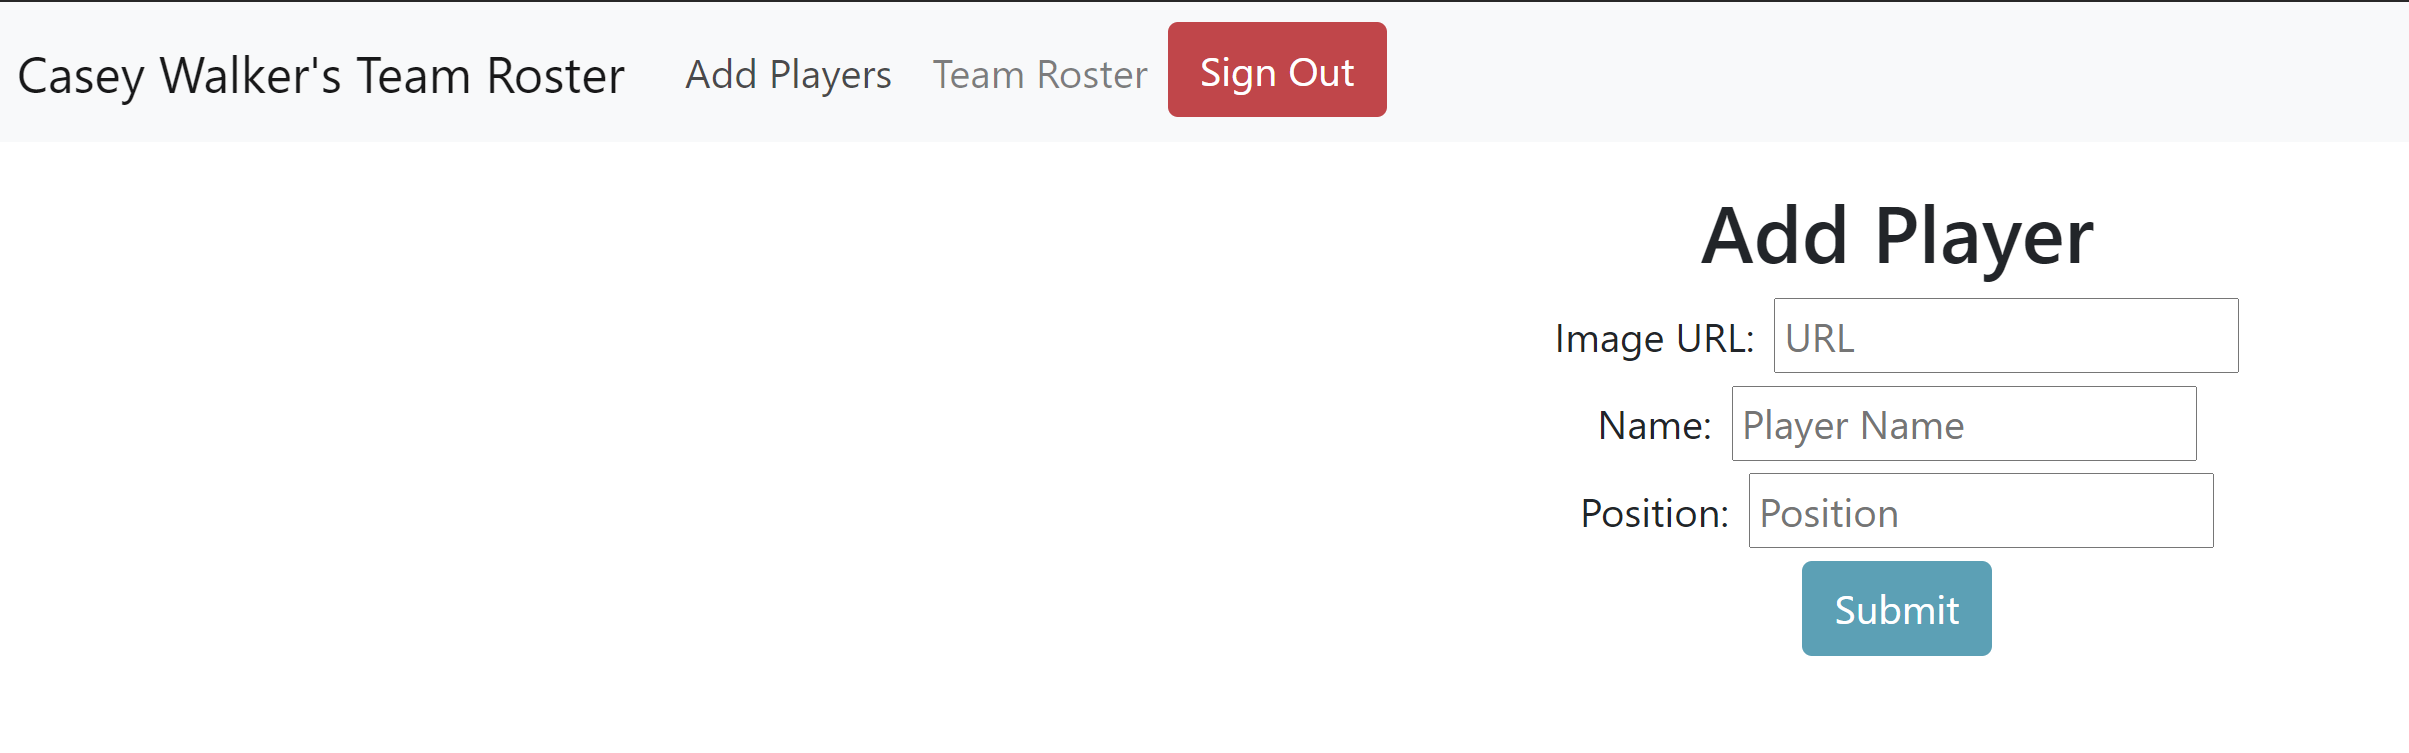 Casey Walker's Team Roster Add Players Team Roster Sign Out
Add Player
Image URL: URL
Name: Player Name
Position: Position
Submit